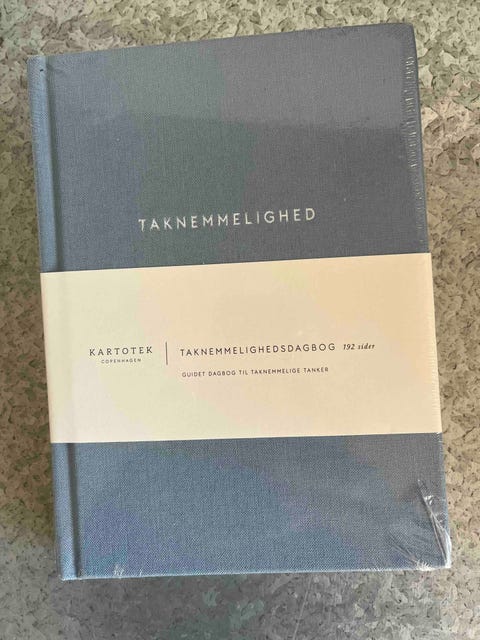 TAKNEMMELIGHED
KARTOTEK
COPENHAGEN
TAKNEMMELIGHEDSDAGBOG 192 sider
GUIDET DAGBOG TIL TAKNEMMELIGE TANKER